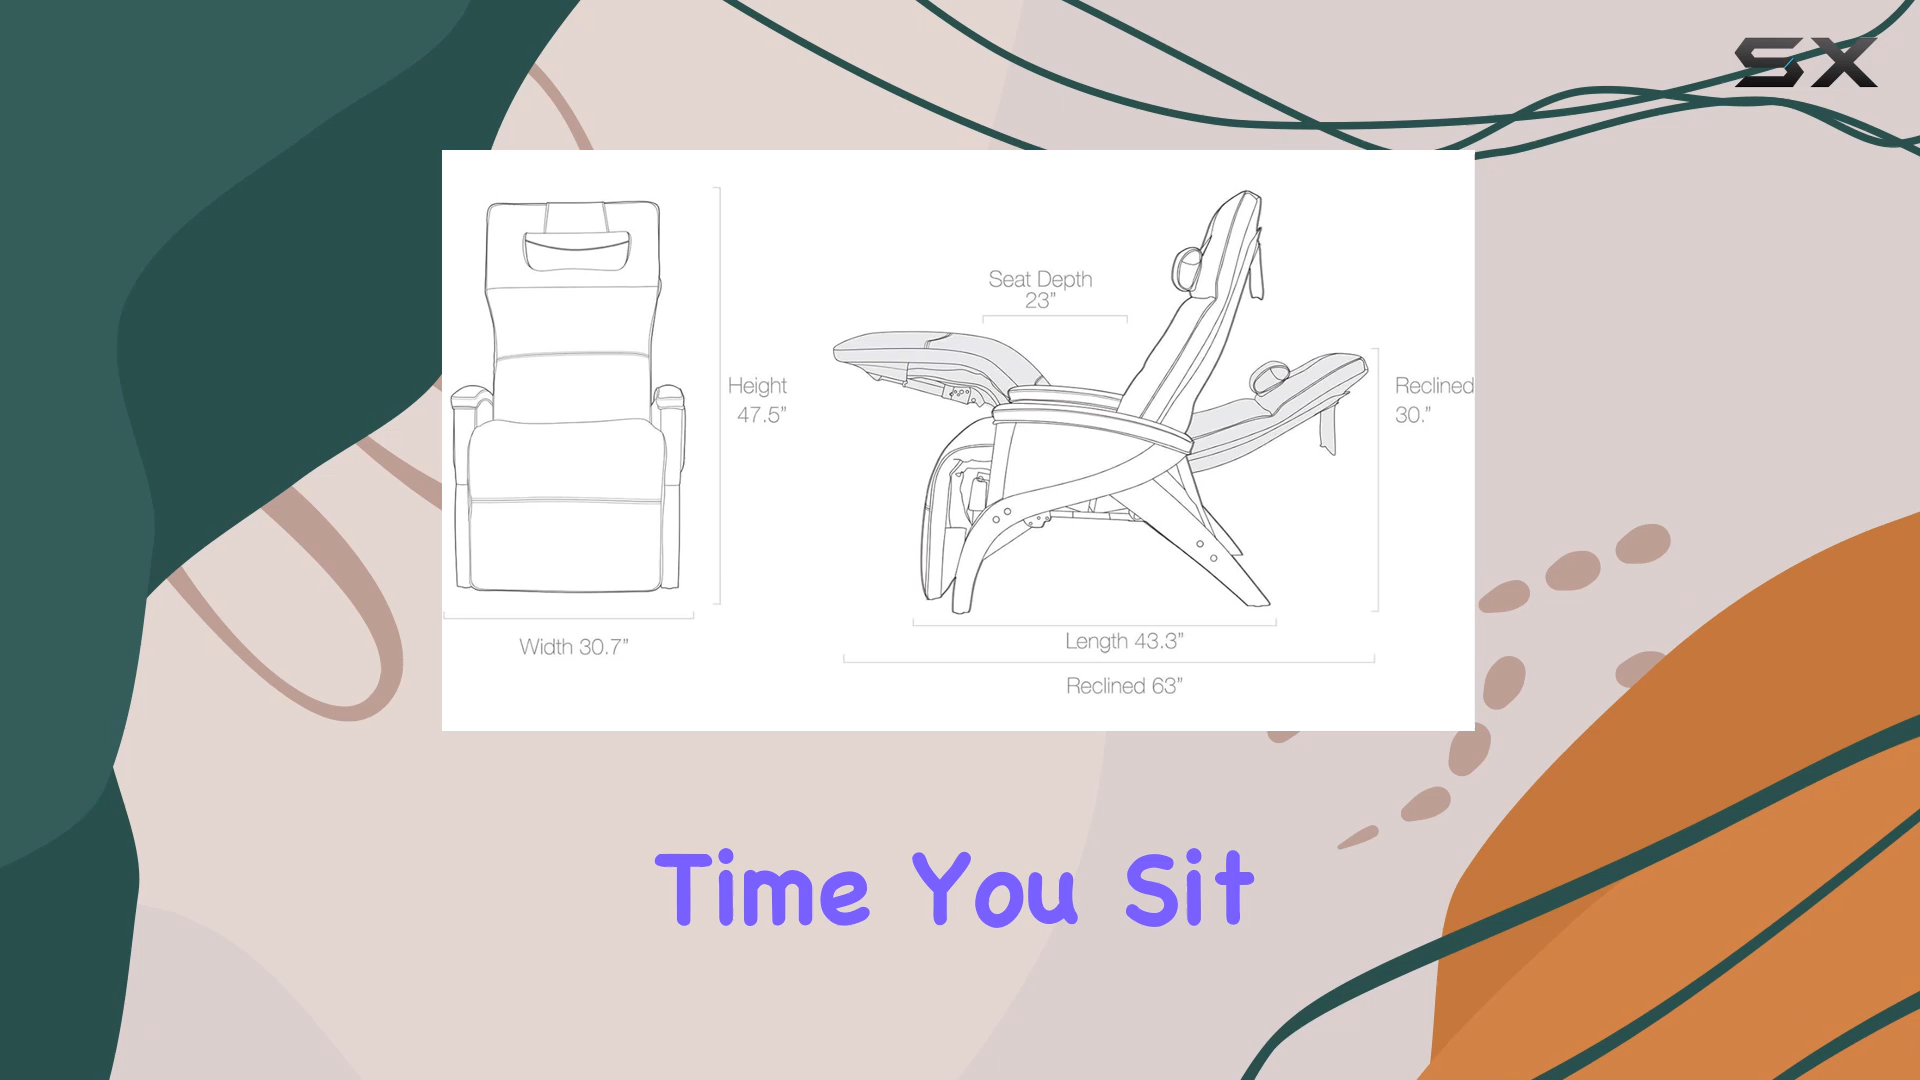 SX
Seat Depth
23”
Height
47.5”
Reclined
30.”
Width 30.7”
Length 43.3”
Reclined 63”
Time You Sit